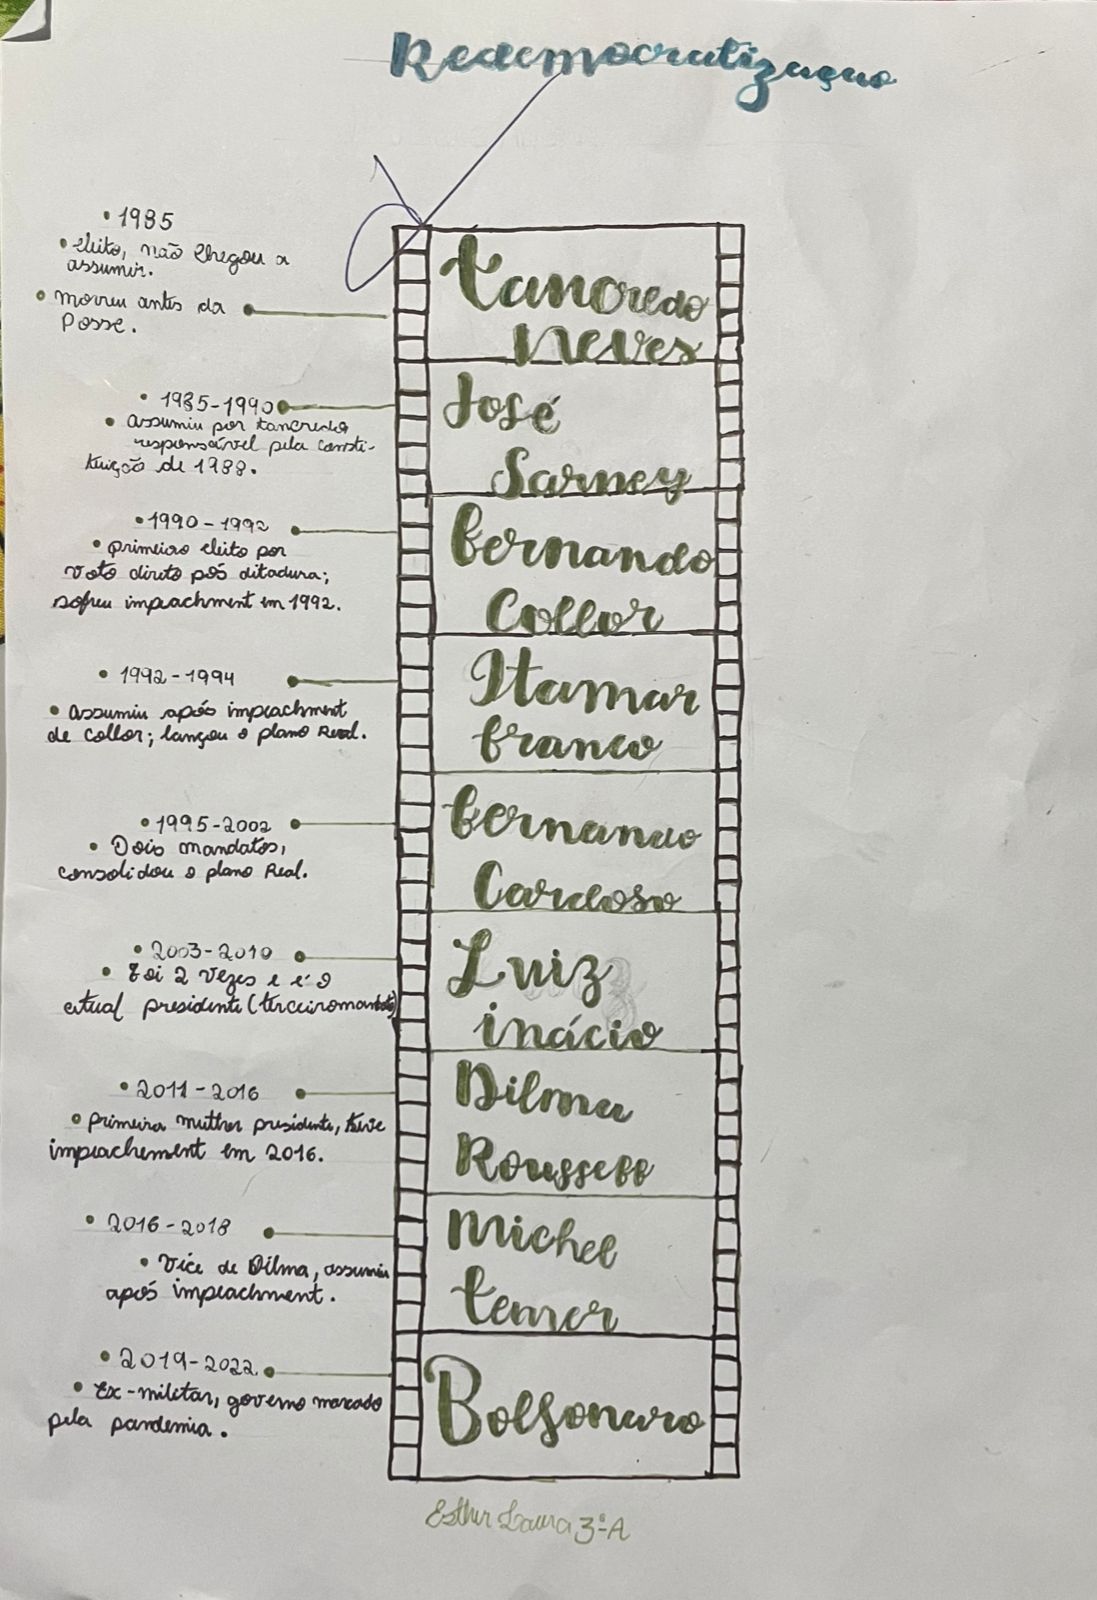 Redemocratização
• 1985
• eleito, não chegou a
assumir.
• morreu antes da
Posse.
Tancredo
Neves
• 1985-1990
• assumiu por tancredo
responsável pela consti-
tuição de 1988.
José
Sarney
• 1990-1992
• primeiro eleito por
voto direto pós ditadura;
sofreu impeachment em 1992.
Fernando
Collor
• 1992-1994
• Assumiu após impeachment
de Collor; lançou o plano Real.
Itamar
franco
• 1995-2002
• Dois mandatos,
consolidou o plano Real.
Fernando
Cardoso
• 2003-2010
• Foi 2 vezes e é o
atual presidente (terceiro mandato)
Luiz
inácio
• 2011-2016
• primeira mulher presidente, teve
impeachement em 2016.
Dilma
Rousseff
• 2016-2018
• vice de Dilma, assumiu
após impeachment.
Michel
temer
• 2019-2022
• Ex-militar, governo marcado
pela pandemia.
Bolsonaro
Esther Laura 3ºA